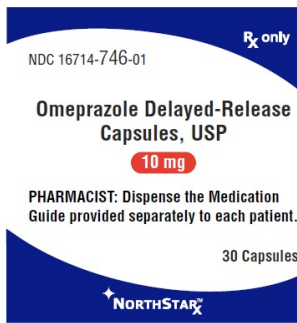 Rx only
NDC 16714-746-01
Omeprazole Delayed-Release
Capsules, USP
10 mg
PHARMACIST: Dispense the Medication
Guide provided separately to each patient.
30 Capsules
NORTHSTARx™